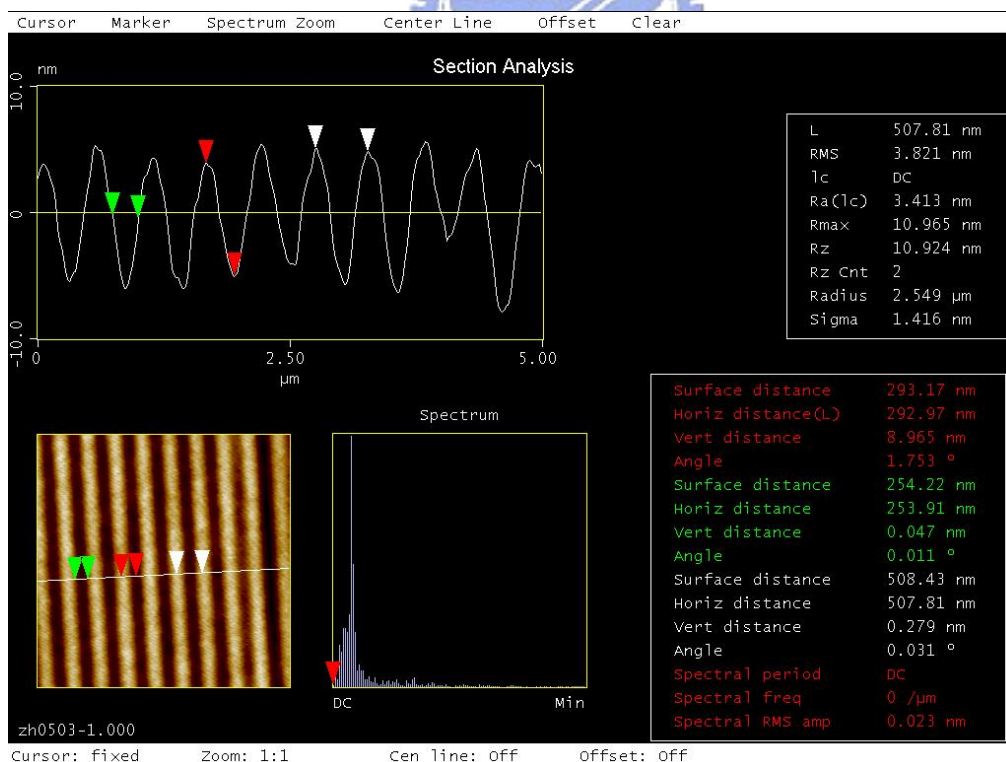 Cursor Marker Spectrum Zoom Center Line Offset Clear
Section Analysis
nm
10.0
0
-10.0
0 2.50 5.00
µm
L 507.81 nm
RMS 3.821 nm
lc DC
Ra(lc) 3.413 nm
Rmax 10.965 nm
Rz 10.924 nm
Rz Cnt 2
Radius 2.549 µm
Sigma 1.416 nm
Spectrum
DC Min
Surface distance 293.17 nm
Horiz distance(L) 292.97 nm
Vert distance 8.965 nm
Angle 1.753 °
Surface distance 254.22 nm
Horiz distance 253.91 nm
Vert distance 0.047 nm
Angle 0.011 °
Surface distance 508.43 nm
Horiz distance 507.81 nm
Vert distance 0.279 nm
Angle 0.031 °
Spectral period DC
Spectral freq 0 /µm
Spectral RMS amp 0.023 nm
zh0503-1.000
Cursor: fixed Zoom: 1:1 Cen line: Off Offset: Off